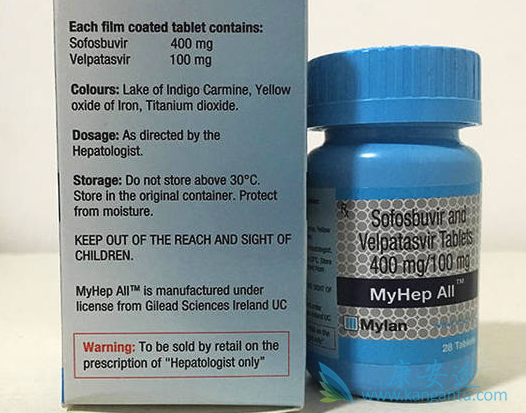 Each film coated tablet contains:
Sofosbuvir 400 mg
Velpatasvir 100 mg
Colours: Lake of Indigo Carmine, Yellow
oxide of Iron, Titanium dioxide.
Dosage: As directed by the
Hepatologist.
Storage: Do not store above 30°C.
Store in the original container. Protect
from moisture.
KEEP OUT OF THE REACH AND SIGHT OF
CHILDREN.
MyHep All™ is manufactured under
license from Gilead Sciences Ireland UC
Warning: To be sold by retail on the
prescription of "Hepatologist only"
Rx
Sofosbuvir and
Velpatasvir Tablets
400 mg/100 mg
MyHep All™
Mylan
28 Tablets